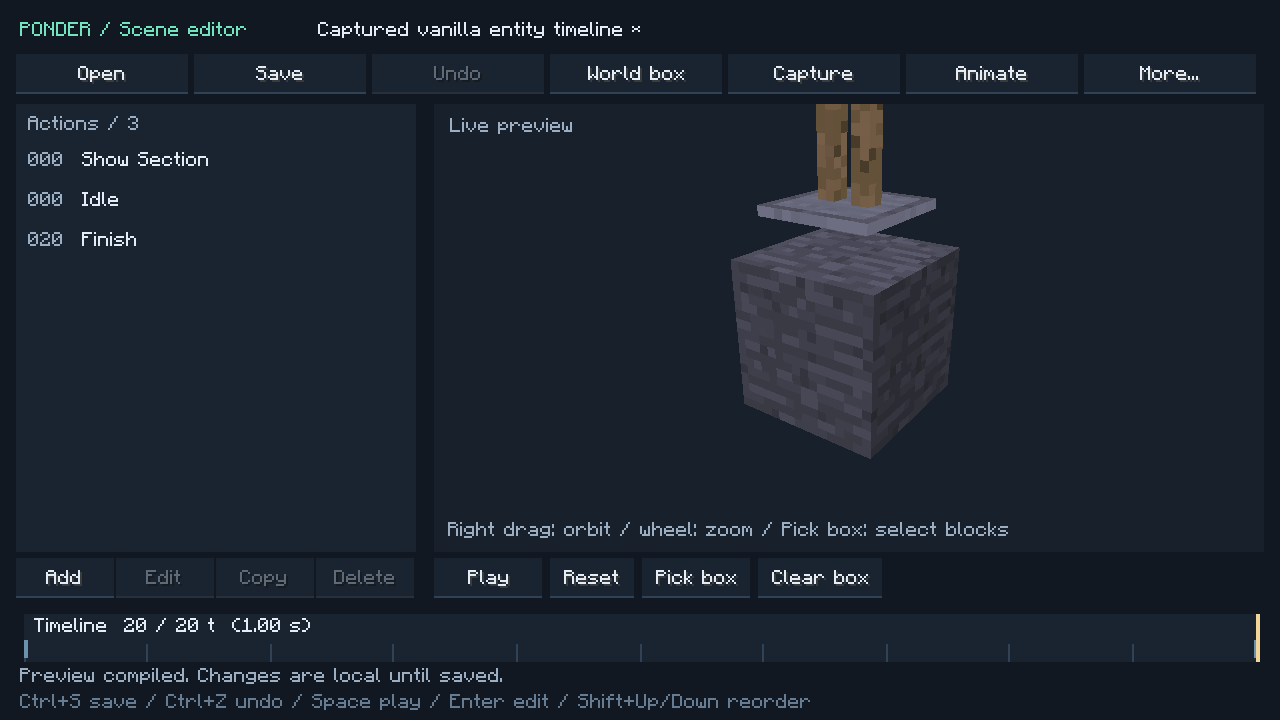 PONDER / Scene editor
Captured vanilla entity timeline *
Open Save Undo World box Capture Animate More...
Actions / 3
000 Show Section
000 Idle
020 Finish
Live preview
Right drag: orbit / wheel: zoom / Pick box: select blocks
Add Edit Copy Delete Play Reset Pick box Clear box
Timeline 20 / 20 t (1.00 s)
Preview compiled. Changes are local until saved.
Ctrl+S save / Ctrl+Z undo / Space play / Enter edit / Shift+Up/Down reorder